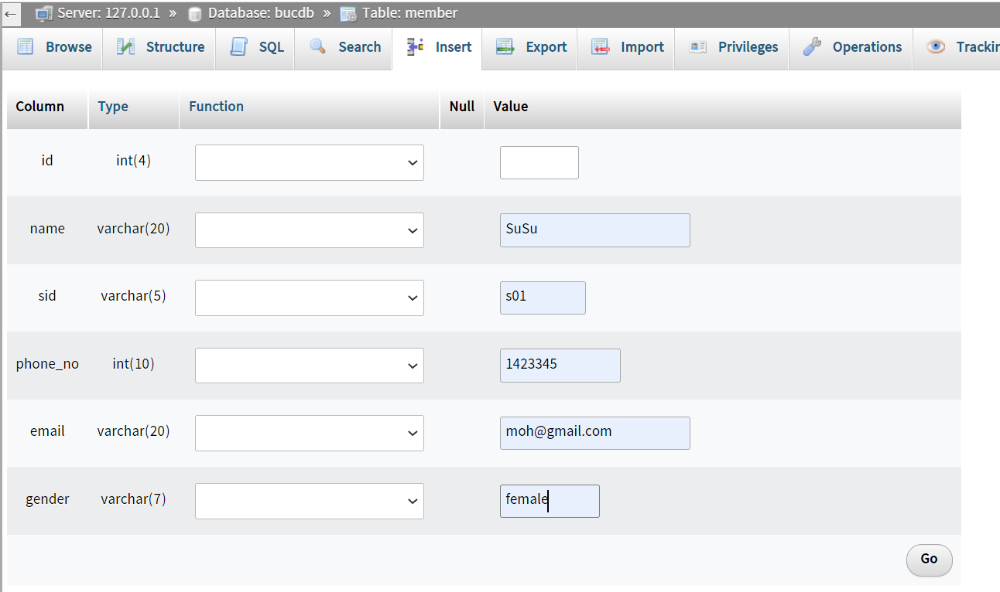 ← Server: 127.0.0.1 » Database: bucdb » Table: member
Browse Structure SQL Search Insert Export Import Privileges Operations
Column Type Function Null Value
id int(4)
name varchar(20) SuSu
sid varchar(5) s01
phone_no int(10) 1423345
email varchar(20) moh@gmail.com
gender varchar(7) female
Go